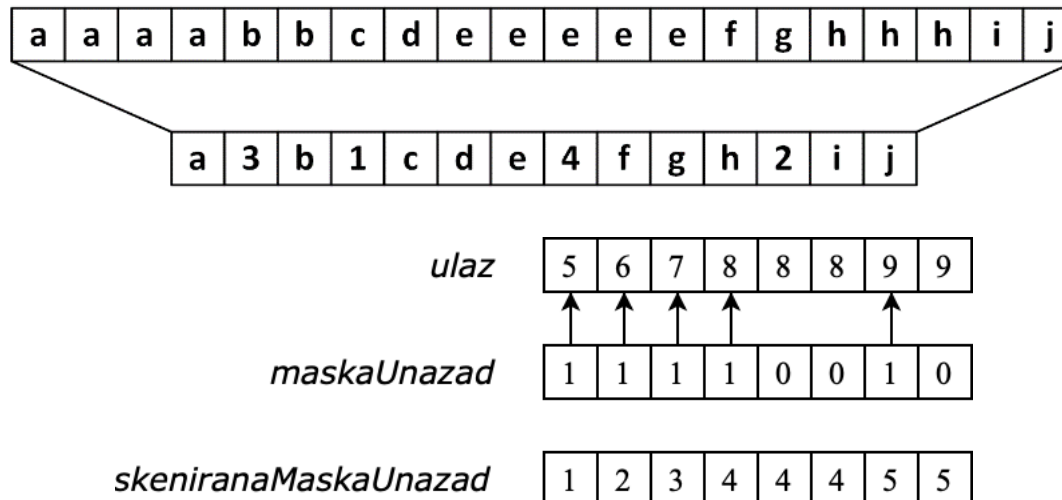 a a a a b b c d e e e e e f g h h h i j
a 3 b 1 c d e 4 f g h 2 i j
ulaz 5 6 7 8 8 8 9 9
maskaUnazad 1 1 1 1 0 0 1 0
skeniranaMaskaUnazad 1 2 3 4 4 4 5 5